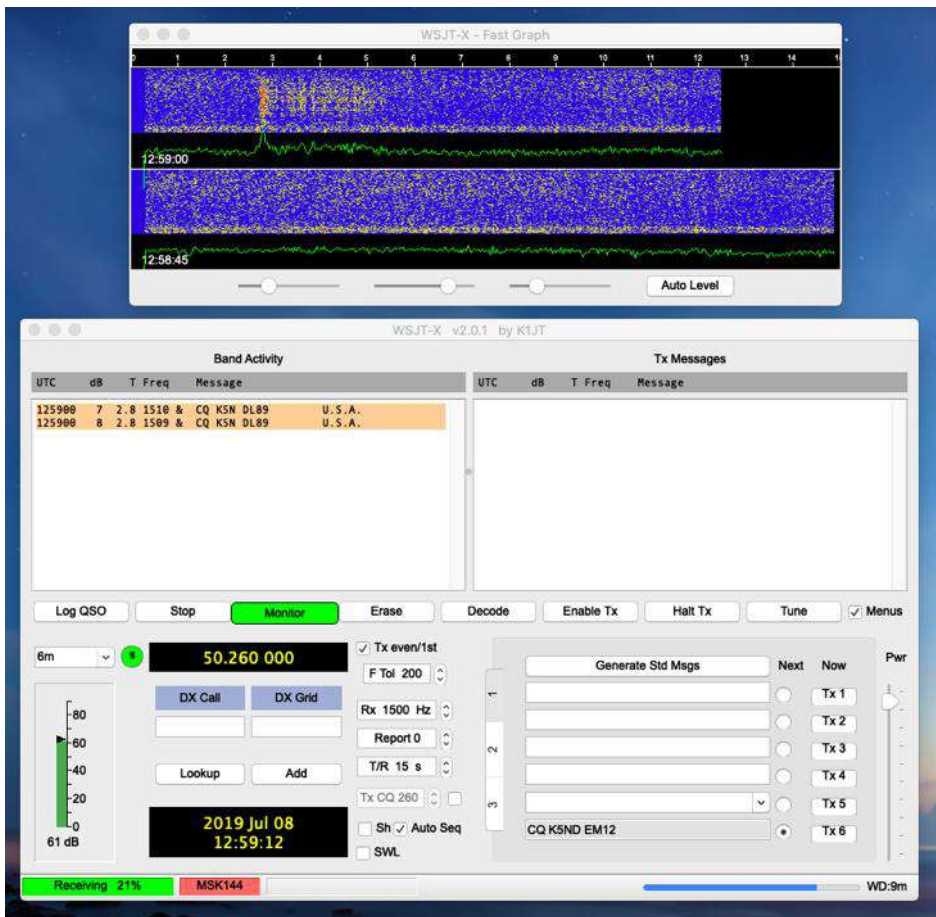 WSJT-X - Fast Graph
0 1 2 3 4 5 6 7 8 9 10 11 12 13 14
12:59:00
12:58:45
Auto Level
WSJT-X v2.0.1 by K1JT
Band Activity
UTC dB T Freq Message
125900 7 2.8 1510 & CQ K5N DL89 U.S.A.
125900 8 2.8 1509 & CQ K5N DL89 U.S.A.
Tx Messages
UTC dB T Freq Message
Log QSO Stop Monitor Erase Decode Enable Tx Halt Tx Tune Menus
6m
50.260 000
DX Call DX Grid
Lookup Add
2019 Jul 08
12:59:12
-80
-60
-40
-20
-0
61 dB
Tx even/1st
F Tol 200
Rx 1500 Hz
Report 0
T/R 15 s
Tx CQ 260
Sh Auto Seq
SWL
1
2
3
Generate Std Msgs Next Now
Tx 1
Tx 2
Tx 3
Tx 4
Tx 5
CQ K5ND EM12 Tx 6
Pwr
Receiving 21% MSK144 WD:9m